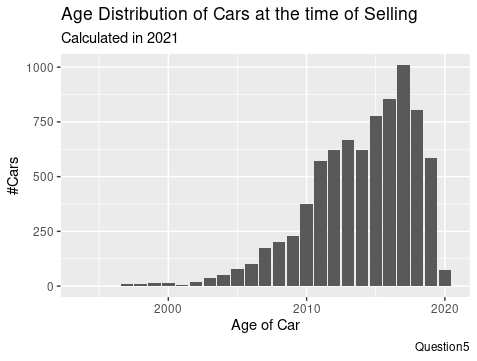 Age Distribution of Cars at the time of Selling
Calculated in 2021
1000
750
500
250
0
#Cars
2000
2010
2020
Age of Car
Question5